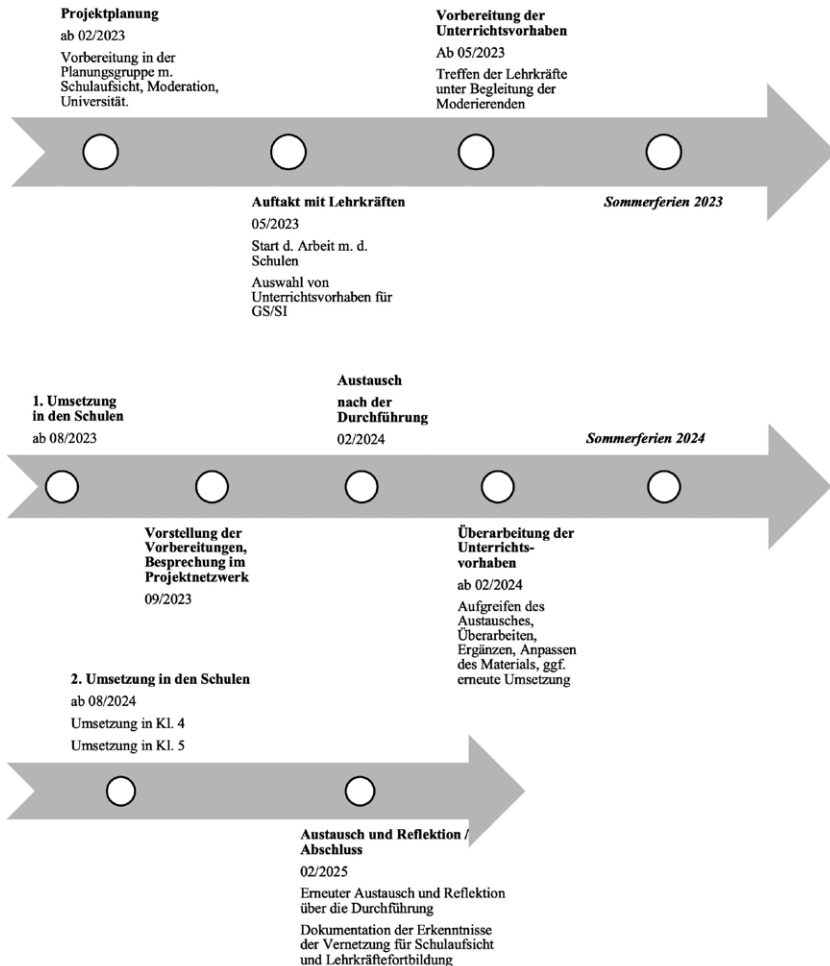 Projektplanung
ab 02/2023
Vorbereitung in der
Planungsgruppe m.
Schulaufsicht, Moderation,
Universität.
Vorbereitung der
Unterrichtsvorhaben
Ab 05/2023
Treffen der Lehrkräfte
unter Begleitung der
Moderierenden
Auftakt mit Lehrkräften
05/2023
Start d. Arbeit m. d.
Schulen
Auswahl von
Unterrichtsvorhaben für
GS/SI
Sommerferien 2023
1. Umsetzung
in den Schulen
ab 08/2023
Austausch
nach der
Durchführung
02/2024
Sommerferien 2024
Vorstellung der
Vorbereitungen,
Besprechung im
Projektnetzwerk
09/2023
Überarbeitung der
Unterrichts-
vorhaben
ab 02/2024
Aufgreifen des
Austausches,
Überarbeiten,
Ergänzen, Anpassen
des Materials, ggf.
erneute Umsetzung
2. Umsetzung in den Schulen
ab 08/2024
Umsetzung in Kl. 4
Umsetzung in Kl. 5
Austausch und Reflektion /
Abschluss
02/2025
Erneuter Austausch und Reflektion
über die Durchführung
Dokumentation der Erkenntnisse
der Vernetzung für Schulaufsicht
und Lehrkräftefortbildung